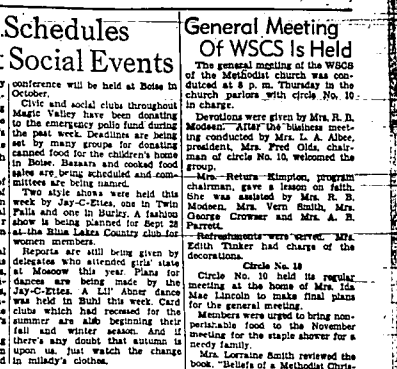 Schedules
Social Events
conference will be held at Boise in
October.
Civic and social clubs throughout
Magic Valley have been donating
to the emergency polio fund during
the past week. Deadlines are being
set by many groups for donating
canned food for the children's home
in Boise. Bazaars and cooked food
sales are being scheduled and com-
mittees are being named.
Two style shows were held this
week by Jay-C-Ettes, one in Twin
Falls and one in Burley. A fashion
show is being planned for Sept 28
at the Blue Lakes Country club for
women members.
Reports are still being given by
delegates who attended girls' state
at Moscow this year. Plans for
dances are being made by the
Jay-C-Ettes. A Lil' Abner dance
was held in Buhl this week. Card
clubs which had recessed for the
summer are also beginning their
fall and winter season. And if
there's any doubt that autumn is
upon us, just watch the change
in milady's clothes.
General Meeting
Of WSCS Is Held
The general meeting of the WSCS
of the Methodist church was con-
ducted at 8 p. m. Thursday in the
church parlors with circle No. 10
in charge.
Devotions were given by Mrs. R. B.
Modsen. After the business meet-
ing conducted by Mrs. L. A. Albee,
president, Mrs. Fred Olds, chair-
man of circle No. 10, welcomed the
group.
Mrs. Retura Kimpton, program
chairman, gave a lesson on faith.
She was assisted by Mrs. R. B.
Modsen, Mrs. Vern Smith, Mrs.
George Crowser and Mrs. A. B.
Parrett.
Refreshments were served. Mrs.
Edith Tinker had charge of the
decorations.
Circle No. 10
Circle No. 10 held its regular
meeting at the home of Mrs. Ida
Mae Lincoln to make final plans
for the general meeting.
Members were urged to bring non-
perishable food to the November
meeting for the staple shower for a
needy family.
Mrs. Lorraine Smith reviewed the
book, "Beliefs of a Methodist Chris-